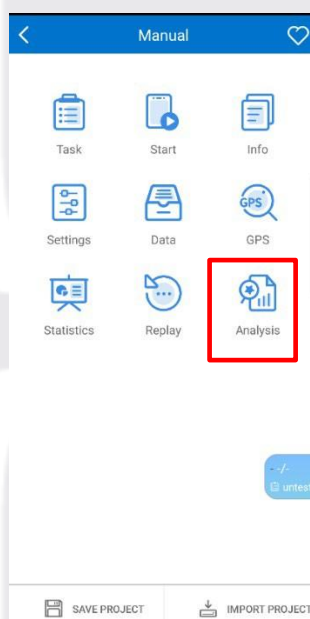 Manual
Task Start Info
GPS
Settings Data GPS
Statistics Replay Analysis
- -/-
untest
SAVE PROJECT IMPORT PROJECT